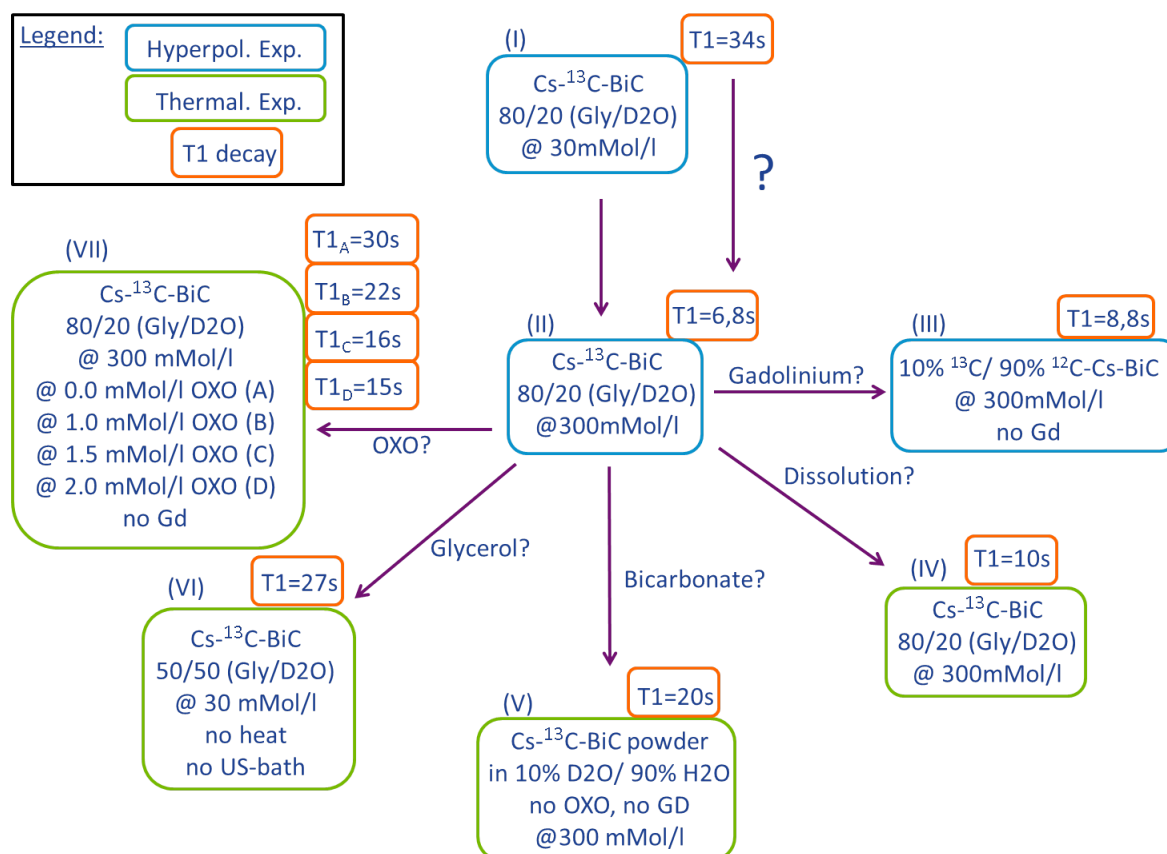 Legend:
Hyperpol. Exp.
Thermal. Exp.
T1 decay
(I)
T1=34s
Cs-¹³C-BiC
80/20 (Gly/D2O)
@ 30mMol/l
?
(VII)
T1A=30s
T1B=22s
T1C=16s
T1D=15s
Cs-¹³C-BiC
80/20 (Gly/D2O)
@ 300 mMol/l
@ 0.0 mMol/l OXO (A)
@ 1.0 mMol/l OXO (B)
@ 1.5 mMol/l OXO (C)
@ 2.0 mMol/l OXO (D)
no Gd
OXO?
(II)
T1=6,8s
Cs-¹³C-BiC
80/20 (Gly/D2O)
@300mMol/l
Gadolinium?
(III)
T1=8,8s
10% ¹³C/ 90% ¹²C-Cs-BiC
@ 300mMol/l
no Gd
Dissolution?
(IV)
T1=10s
Cs-¹³C-BiC
80/20 (Gly/D2O)
@ 300mMol/l
Glycerol?
(VI)
T1=27s
Cs-¹³C-BiC
50/50 (Gly/D2O)
@ 30 mMol/l
no heat
no US-bath
Bicarbonate?
(V)
T1=20s
Cs-¹³C-BiC powder
in 10% D2O/ 90% H2O
no OXO, no GD
@300 mMol/l